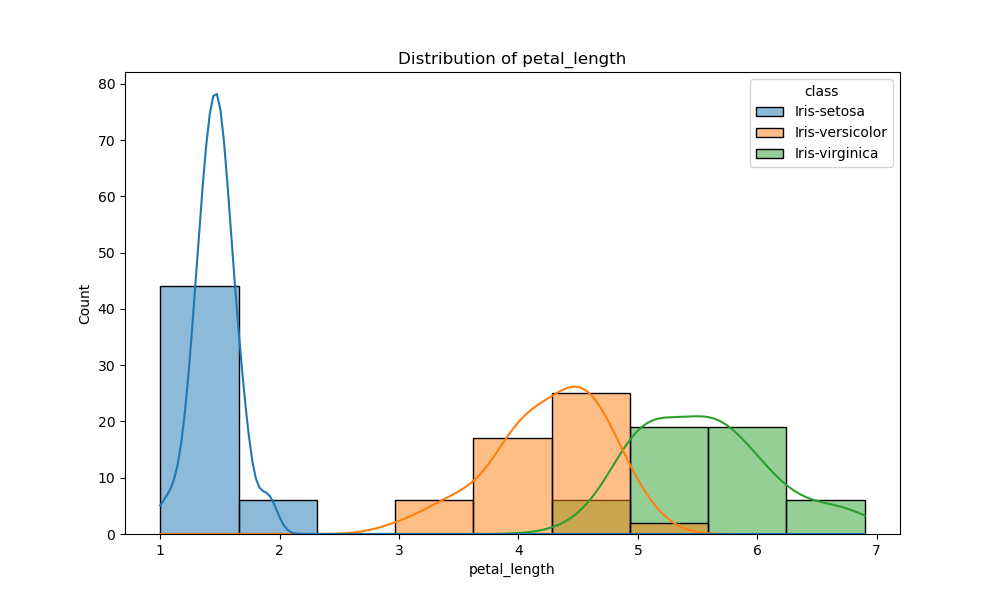 Distribution of petal_length
class
Iris-setosa
Iris-versicolor
Iris-virginica
Count
80
70
60
50
40
30
20
10
0
1 2 3 4 5 6 7
petal_length